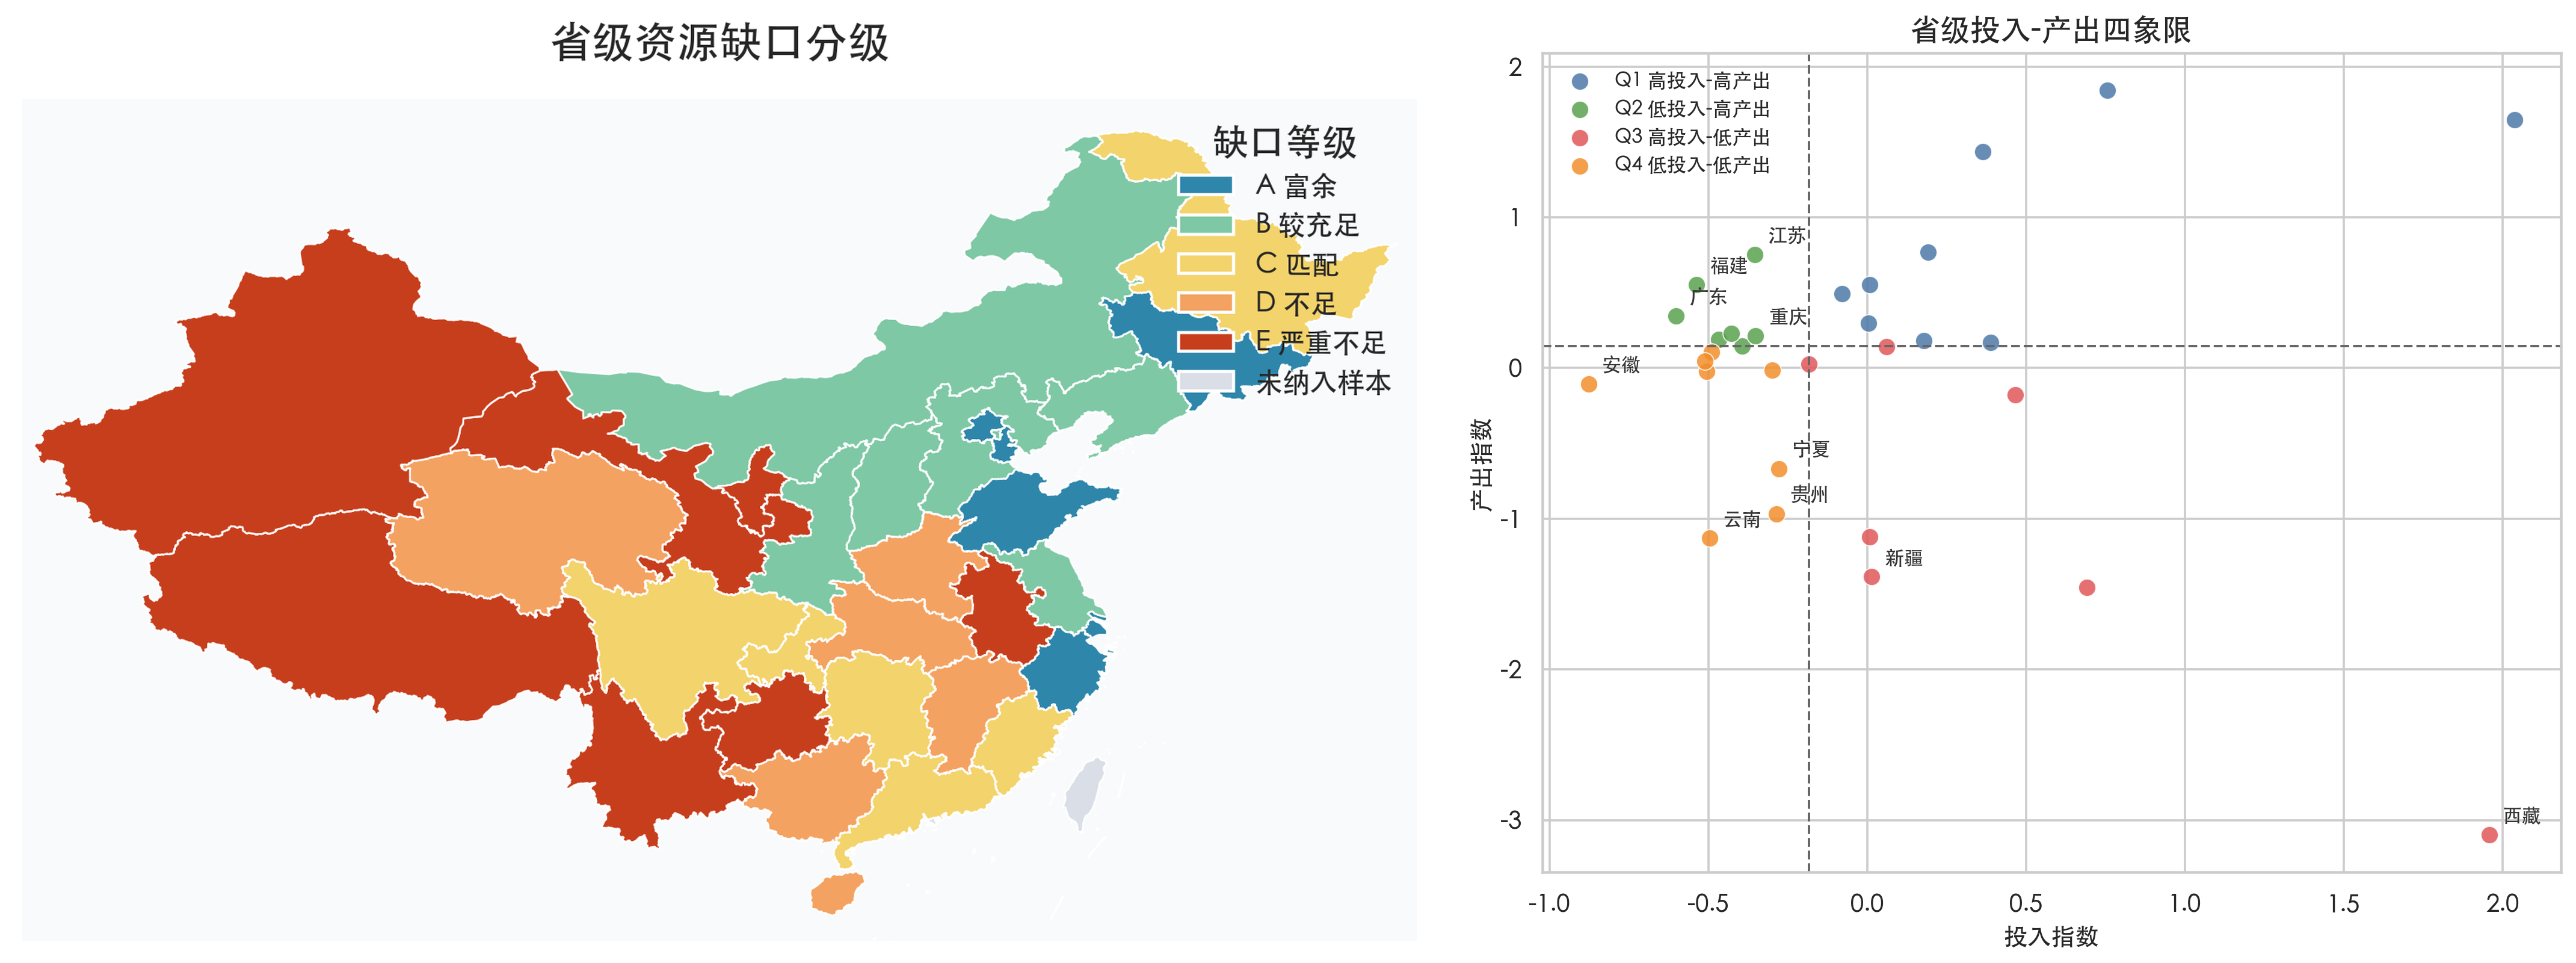 省级资源缺口分级
缺口等级
A 富余
B 较充足
C 匹配
D 不足
E 严重不足
未纳入样本
省级投入-产出四象限
Q1 高投入-高产出
Q2 低投入-高产出
Q3 高投入-低产出
Q4 低投入-低产出
江苏
福建
广东
重庆
安徽
宁夏
贵州
云南
新疆
西藏
产出指数
2
1
0
-1
-2
-3
-1.0
-0.5
0.0
0.5
1.0
1.5
2.0
投入指数